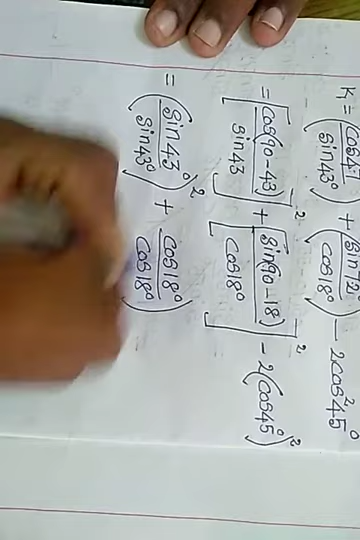 K₁ = (cos47/sin43°)² + (sin72/cos18°) - 2cos²45°
= [cos(90-43)/sin43]² + [sin(90-18)/cos18°]² - 2(cos45°)²
= (sin43°/sin43°)² + (cos18°/cos18°)